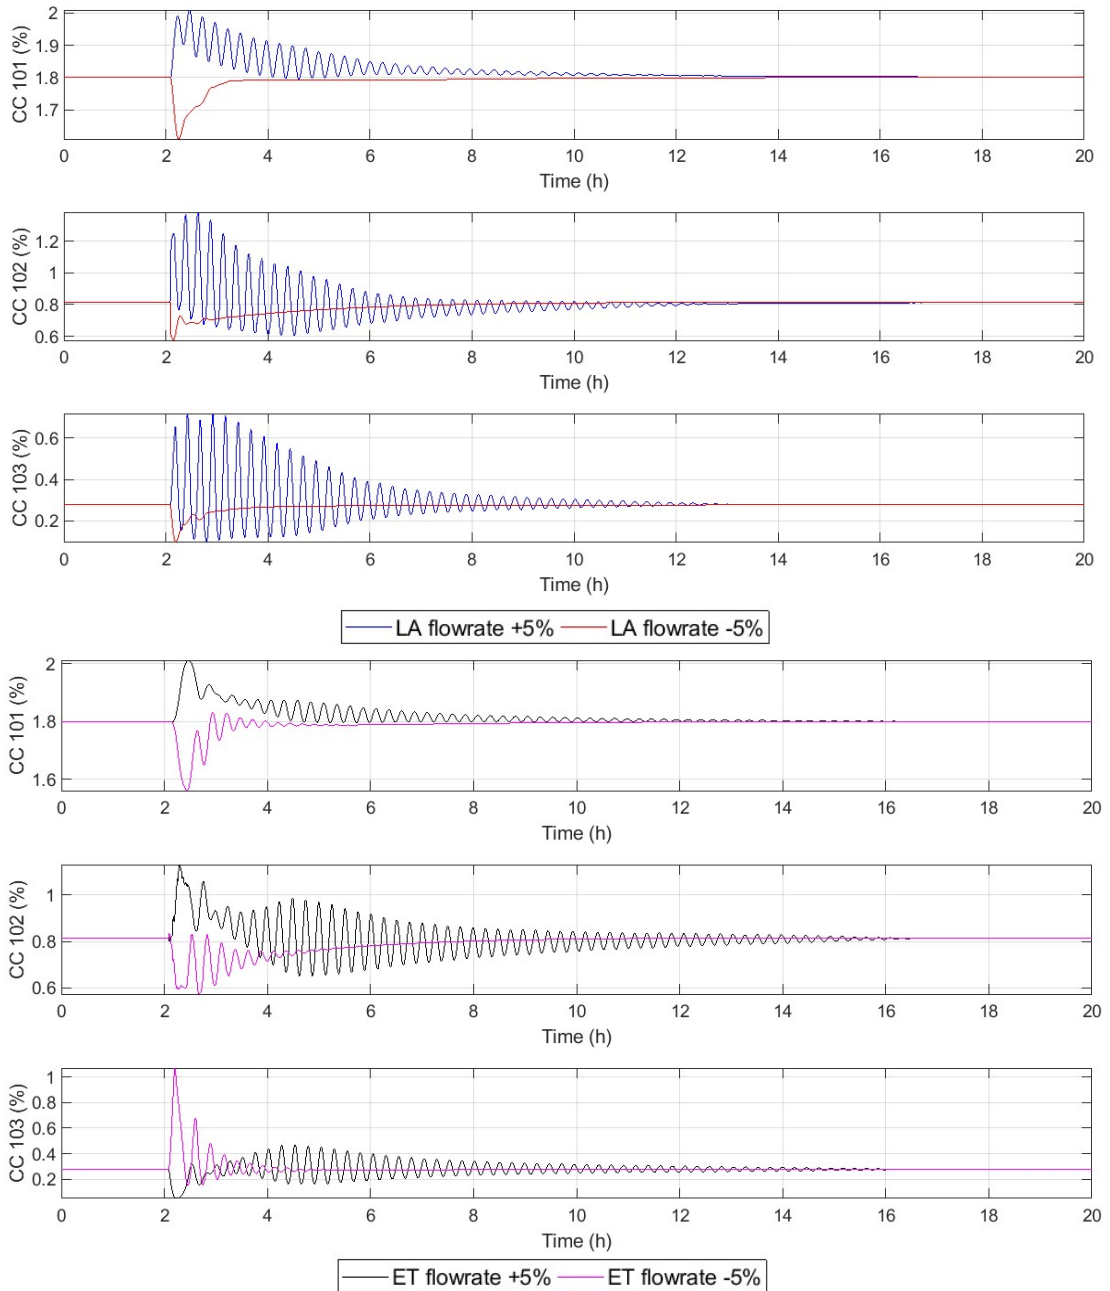 2
1.9
1.8
1.7
CC 101 (%)
0 2 4 6 8 10 12 14 16 18 20
Time (h)
1.2
1
0.8
0.6
CC 102 (%)
0 2 4 6 8 10 12 14 16 18 20
Time (h)
0.6
0.4
0.2
CC 103 (%)
0 2 4 6 8 10 12 14 16 18 20
Time (h)
LA flowrate +5% LA flowrate -5%
2
1.8
1.6
CC 101 (%)
0 2 4 6 8 10 12 14 16 18 20
Time (h)
1
0.8
0.6
CC 102 (%)
0 2 4 6 8 10 12 14 16 18 20
Time (h)
1
0.8
0.6
0.4
0.2
CC 103 (%)
0 2 4 6 8 10 12 14 16 18 20
Time (h)
ET flowrate +5% ET flowrate -5%